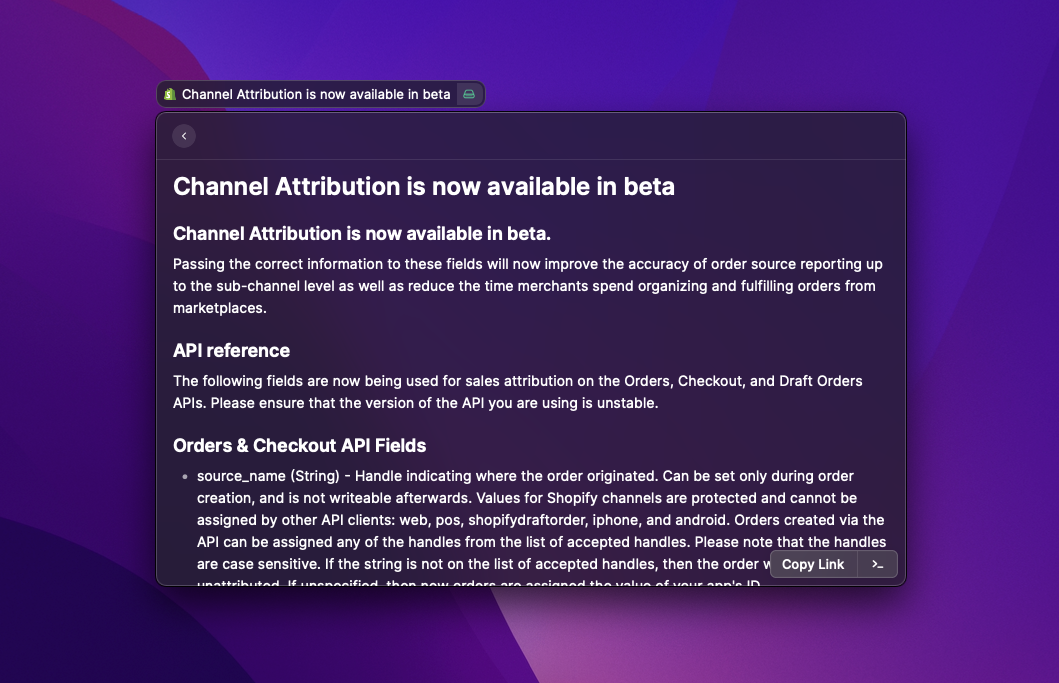 Channel Attribution is now available in beta
Channel Attribution is now available in beta
Channel Attribution is now available in beta.
Passing the correct information to these fields will now improve the accuracy of order source reporting up
to the sub-channel level as well as reduce the time merchants spend organizing and fulfilling orders from
marketplaces.
API reference
The following fields are now being used for sales attribution on the Orders, Checkout, and Draft Orders
APIs. Please ensure that the version of the API you are using is unstable.
Orders & Checkout API Fields
• source_name (String) - Handle indicating where the order originated. Can be set only during order
creation, and is not writeable afterwards. Values for Shopify channels are protected and cannot be
assigned by other API clients: web, pos, shopifydraftorder, iphone, and android. Orders created via the
API can be assigned any of the handles from the list of accepted handles. Please note that the handles
are case sensitive. If the string is not on the list of accepted handles, then the order
unattributed. If unspecified, then new orders are assigned the value of your app's ID.
Copy Link >_